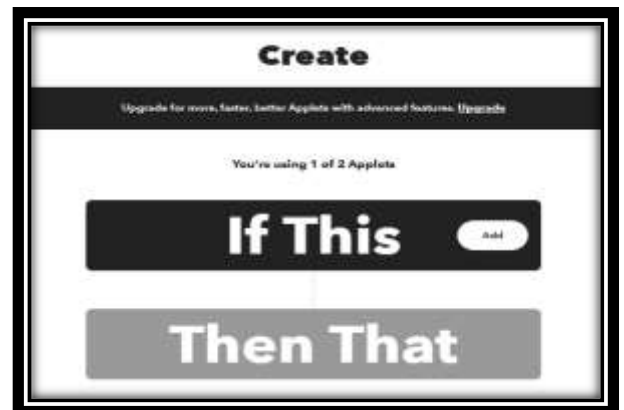 Create
Upgrade for more, faster, better Applets with advanced features. Upgrade
You're using 1 of 2 Applets
If This
Add
Then That